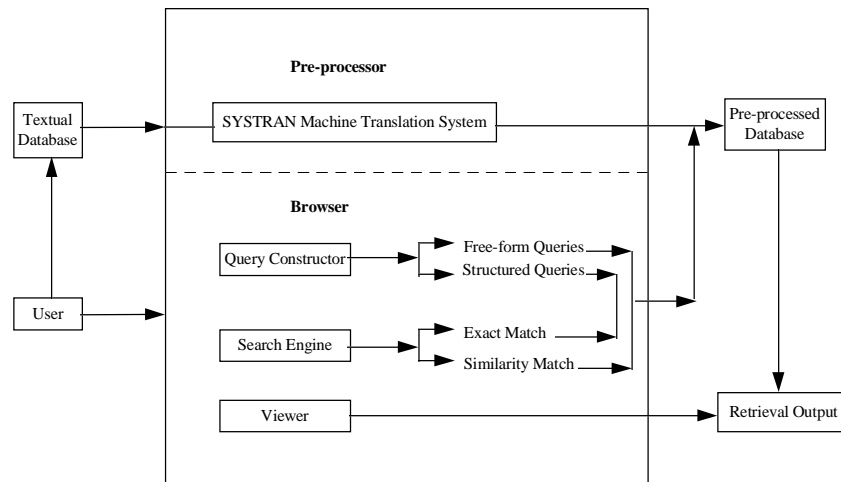 Pre-processor
Textual
Database
SYSTRAN Machine Translation System
Pre-processed
Database
Browser
Query Constructor
Free-form Queries
Structured Queries
User
Search Engine
Exact Match
Similarity Match
Viewer
Retrieval Output